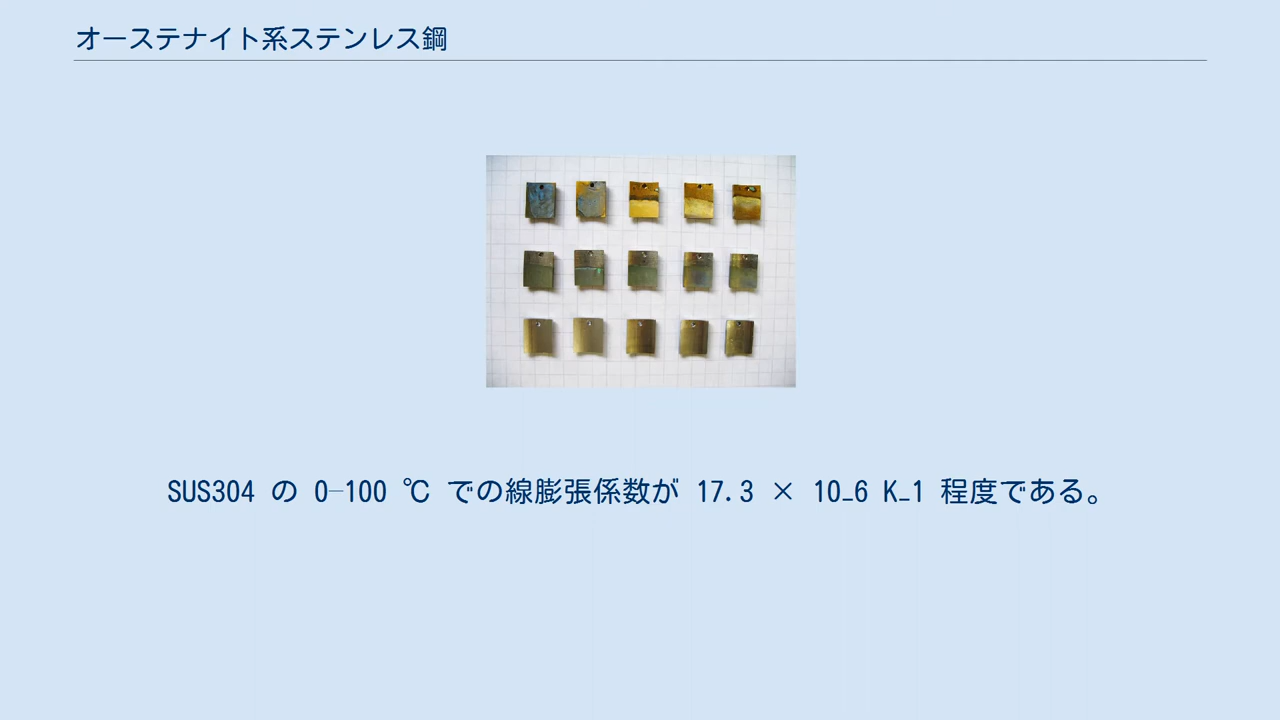 オーステナイト系ステンレス鋼
SUS304 の 0—100 ℃ での線膨張係数が 17.3 × 10−6 K−1 程度である。